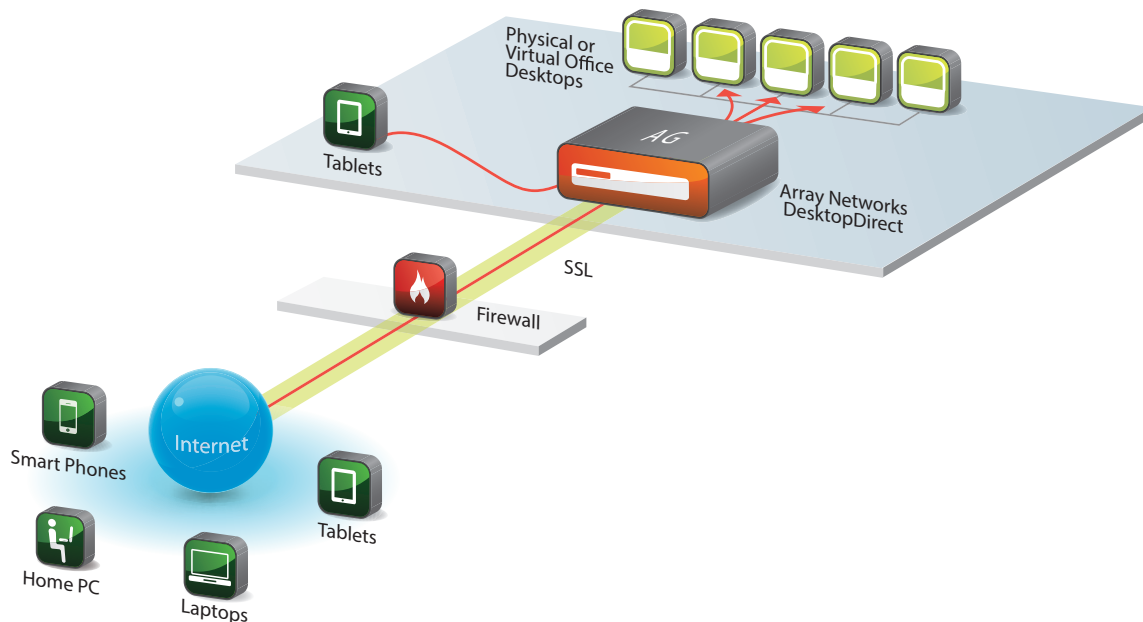 Physical or
Virtual Office
Desktops
AG
Tablets
Array Networks
DesktopDirect
SSL
Firewall
Internet
Smart Phones
Tablets
Home PC
Laptops